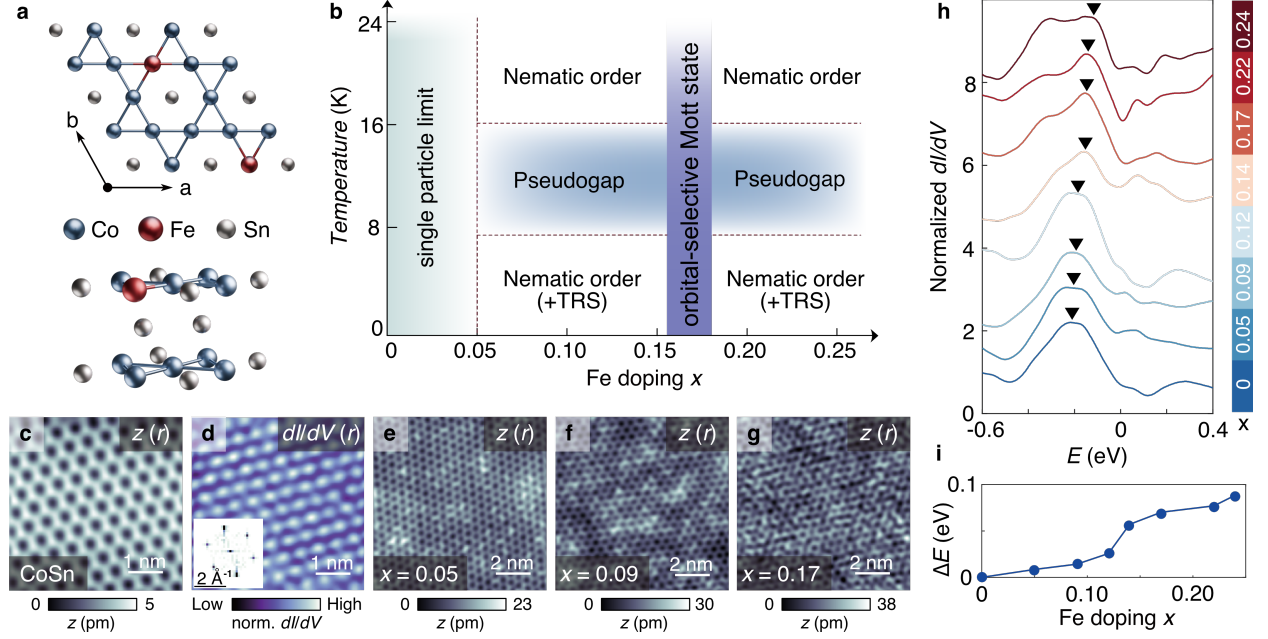 a
b
a
Co Fe Sn
b
Temperature (K)
24
16
8
0
single particle limit
Nematic order
Nematic order
Pseudogap
Pseudogap
orbital-selective Mott state
Nematic order
(+TRS)
Nematic order
(+TRS)
0 0.05 0.10 0.15 0.20 0.25
Fe doping x
c
z (r)
1 nm
CoSn
0 5
z (pm)
d
dI/dV (r)
1 nm
2 Å-1
Low High
norm. dI/dV
e
z (r)
2 nm
x = 0.05
0 23
z (pm)
f
z (r)
2 nm
x = 0.09
0 30
z (pm)
g
z (r)
2 nm
x = 0.17
0 38
z (pm)
h
Normalized dI/dV
8
6
4
2
0
-0.6 0 0.4
E (eV)
0.24
0.22
0.17
0.14
0.12
0.09
0.05
0
x
i
ΔE (eV)
0.1
0
0 0.10 0.20
Fe doping x